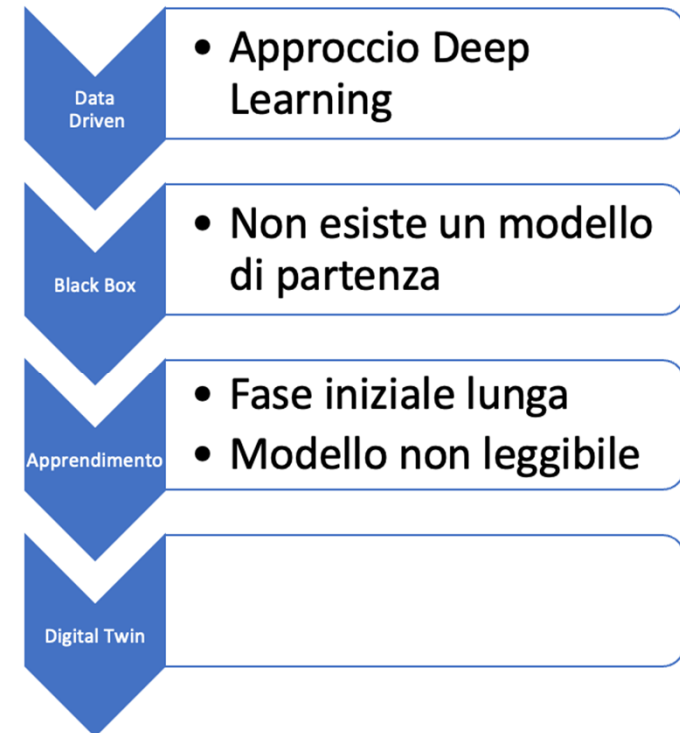 Data
Driven
• Approccio Deep
Learning
Black Box
• Non esiste un modello
di partenza
Apprendimento
• Fase iniziale lunga
• Modello non leggibile
Digital Twin